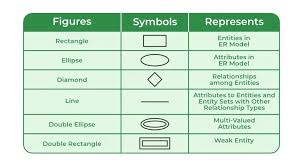 Figures Symbols Represents
Rectangle Entities in
ER Model
Ellipse Attributes in
ER Model
Diamond Relationships
among Entities
Line Attributes to Entities and
Entity Sets with Other
Relationship Types
Double Ellipse Multi-Valued
Attributes
Double Rectangle Weak Entity